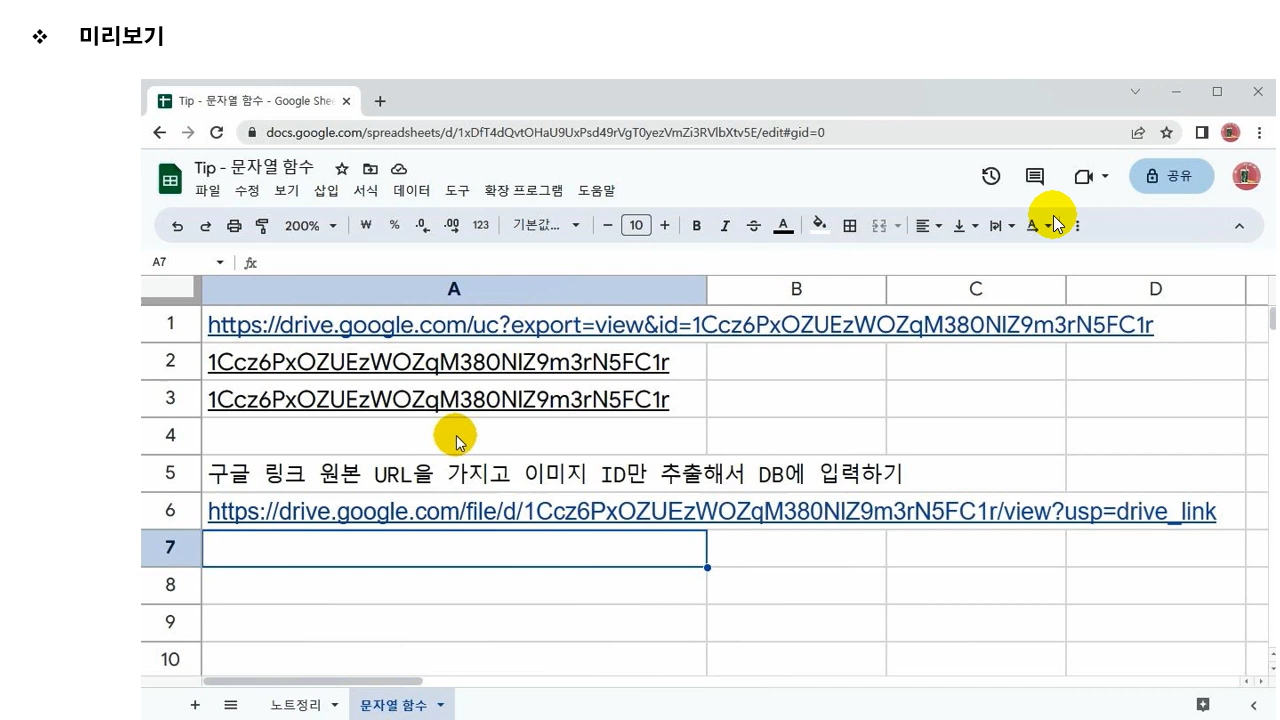 ❖ 미리보기
Tip - 문자열 함수 - Google She
docs.google.com/spreadsheets/d/1xDfT4dQvtOHaU9UxPsd49rVgT0yezVmZi3RVlbXtv5E/edit#gid=0
Tip - 문자열 함수
파일 수정 보기 삽입 서식 데이터 도구 확장 프로그램 도움말
공유
200% ₩ % .0 .00 123 기본값... 10 B I A A
A7 fx
A B C D
1 https://drive.google.com/uc?export=view&id=1Ccz6PxOZUEzWOZqM380NlZ9m3rN5FC1r
2 1Ccz6PxOZUEzWOZqM380NlZ9m3rN5FC1r
3 1Ccz6PxOZUEzWOZqM380NlZ9m3rN5FC1r
4
5 구글 링크 원본 URL을 가지고 이미지 ID만 추출해서 DB에 입력하기
6 https://drive.google.com/file/d/1Ccz6PxOZUEzWOZqM380NlZ9m3rN5FC1r/view?usp=drive_link
7
8
9
10
노트정리 문자열 함수